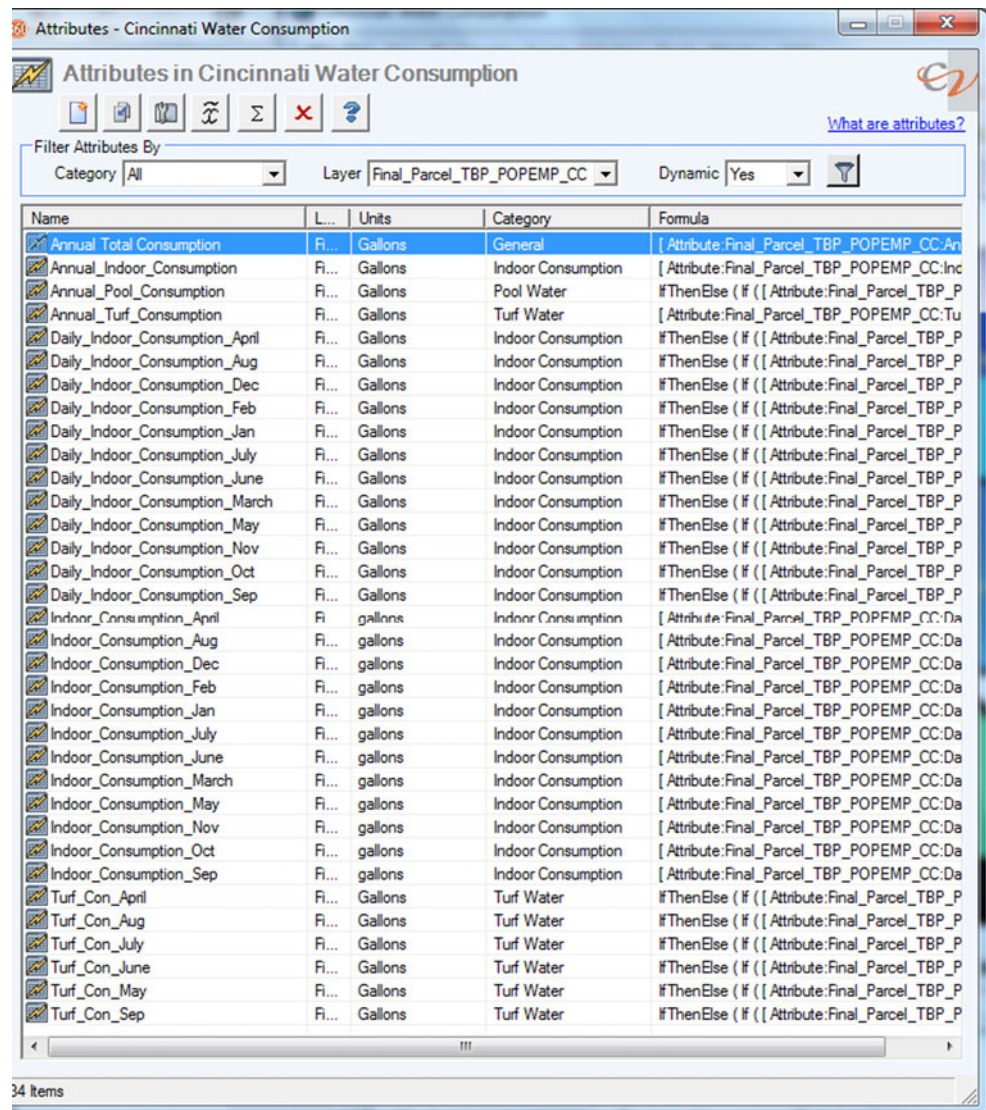 Attributes - Cincinnati Water Consumption
Attributes in Cincinnati Water Consumption
What are attributes?
Filter Attributes By
Category All Layer Final_Parcel_TBP_POPEMP_CC Dynamic Yes
Name L... Units Category Formula
Annual Total Consumption Fi... Gallons General [ Attribute:Final_Parcel_TBP_POPEMP_CC:An
Annual_Indoor_Consumption Fi... Gallons Indoor Consumption [ Attribute:Final_Parcel_TBP_POPEMP_CC:Ind
Annual_Pool_Consumption Fi... Gallons Pool Water IfThenElse ( If ( [ Attribute:Final_Parcel_TBP_P
Annual_Turf_Consumption Fi... Gallons Turf Water [ Attribute:Final_Parcel_TBP_POPEMP_CC:Tu
Daily_Indoor_Consumption_April Fi... Gallons Indoor Consumption IfThenElse ( If ( [ Attribute:Final_Parcel_TBP_P
Daily_Indoor_Consumption_Aug Fi... Gallons Indoor Consumption IfThenElse ( If ( [ Attribute:Final_Parcel_TBP_P
Daily_Indoor_Consumption_Dec Fi... Gallons Indoor Consumption IfThenElse ( If ( [ Attribute:Final_Parcel_TBP_P
Daily_Indoor_Consumption_Feb Fi... Gallons Indoor Consumption IfThenElse ( If ( [ Attribute:Final_Parcel_TBP_P
Daily_Indoor_Consumption_Jan Fi... Gallons Indoor Consumption IfThenElse ( If ( [ Attribute:Final_Parcel_TBP_P
Daily_Indoor_Consumption_July Fi... Gallons Indoor Consumption IfThenElse ( If ( [ Attribute:Final_Parcel_TBP_P
Daily_Indoor_Consumption_June Fi... Gallons Indoor Consumption IfThenElse ( If ( [ Attribute:Final_Parcel_TBP_P
Daily_Indoor_Consumption_March Fi... Gallons Indoor Consumption IfThenElse ( If ( [ Attribute:Final_Parcel_TBP_P
Daily_Indoor_Consumption_May Fi... Gallons Indoor Consumption IfThenElse ( If ( [ Attribute:Final_Parcel_TBP_P
Daily_Indoor_Consumption_Nov Fi... Gallons Indoor Consumption IfThenElse ( If ( [ Attribute:Final_Parcel_TBP_P
Daily_Indoor_Consumption_Oct Fi... Gallons Indoor Consumption IfThenElse ( If ( [ Attribute:Final_Parcel_TBP_P
Daily_Indoor_Consumption_Sep Fi... Gallons Indoor Consumption IfThenElse ( If ( [ Attribute:Final_Parcel_TBP_P
Indoor_Consumption_April Fi gallons Indoor Consumption [ Attribute:Final_Parcel_TBP_POPEMP_CC:Da
Indoor_Consumption_Aug Fi... gallons Indoor Consumption [ Attribute:Final_Parcel_TBP_POPEMP_CC:Da
Indoor_Consumption_Dec Fi... gallons Indoor Consumption [ Attribute:Final_Parcel_TBP_POPEMP_CC:Da
Indoor_Consumption_Feb Fi... gallons Indoor Consumption [ Attribute:Final_Parcel_TBP_POPEMP_CC:Da
Indoor_Consumption_Jan Fi... gallons Indoor Consumption [ Attribute:Final_Parcel_TBP_POPEMP_CC:Da
Indoor_Consumption_July Fi... gallons Indoor Consumption [ Attribute:Final_Parcel_TBP_POPEMP_CC:Da
Indoor_Consumption_June Fi... gallons Indoor Consumption [ Attribute:Final_Parcel_TBP_POPEMP_CC:Da
Indoor_Consumption_March Fi... gallons Indoor Consumption [ Attribute:Final_Parcel_TBP_POPEMP_CC:Da
Indoor_Consumption_May Fi... gallons Indoor Consumption [ Attribute:Final_Parcel_TBP_POPEMP_CC:Da
Indoor_Consumption_Nov Fi... gallons Indoor Consumption [ Attribute:Final_Parcel_TBP_POPEMP_CC:Da
Indoor_Consumption_Oct Fi... gallons Indoor Consumption [ Attribute:Final_Parcel_TBP_POPEMP_CC:Da
Indoor_Consumption_Sep Fi... gallons Indoor Consumption [ Attribute:Final_Parcel_TBP_POPEMP_CC:Da
Turf_Con_April Fi... Gallons Turf Water IfThenElse ( If ( [ Attribute:Final_Parcel_TBP_P
Turf_Con_Aug Fi... Gallons Turf Water IfThenElse ( If ( [ Attribute:Final_Parcel_TBP_P
Turf_Con_July Fi... Gallons Turf Water IfThenElse ( If ( [ Attribute:Final_Parcel_TBP_P
Turf_Con_June Fi... Gallons Turf Water IfThenElse ( If ( [ Attribute:Final_Parcel_TBP_P
Turf_Con_May Fi... Gallons Turf Water IfThenElse ( If ( [ Attribute:Final_Parcel_TBP_P
Turf_Con_Sep Fi... Gallons Turf Water IfThenElse ( If ( [ Attribute:Final_Parcel_TBP_P
34 Items